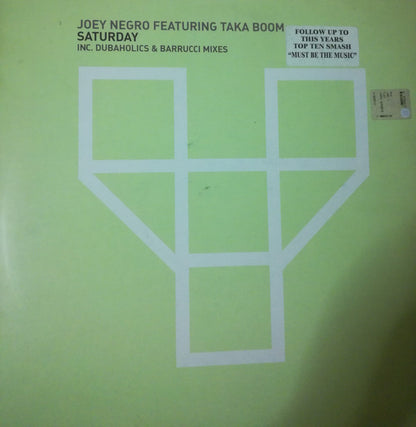 JOEY NEGRO FEATURING TAKA BOOM
SATURDAY
INC. DUBAHOLICS & BARRUCCI MIXES
FOLLOW UP TO
THIS YEARS
TOP TEN SMASH
"MUST BE THE MUSIC"